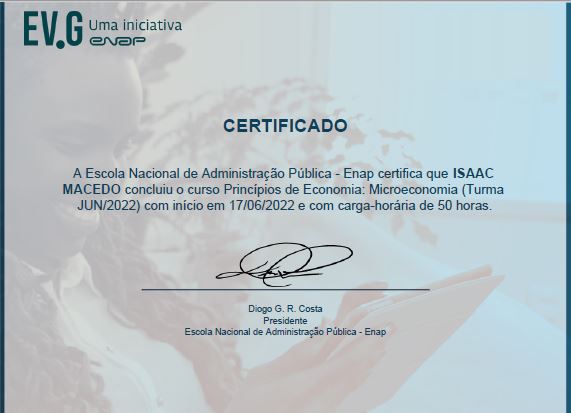 EV.G Uma iniciativa
enap
CERTIFICADO
A Escola Nacional de Administração Pública - Enap certifica que ISAAC
MACEDO concluiu o curso Princípios de Economia: Microeconomia (Turma
JUN/2022) com início em 17/06/2022 e com carga-horária de 50 horas.
Diogo G. R. Costa
Presidente
Escola Nacional de Administração Pública - Enap